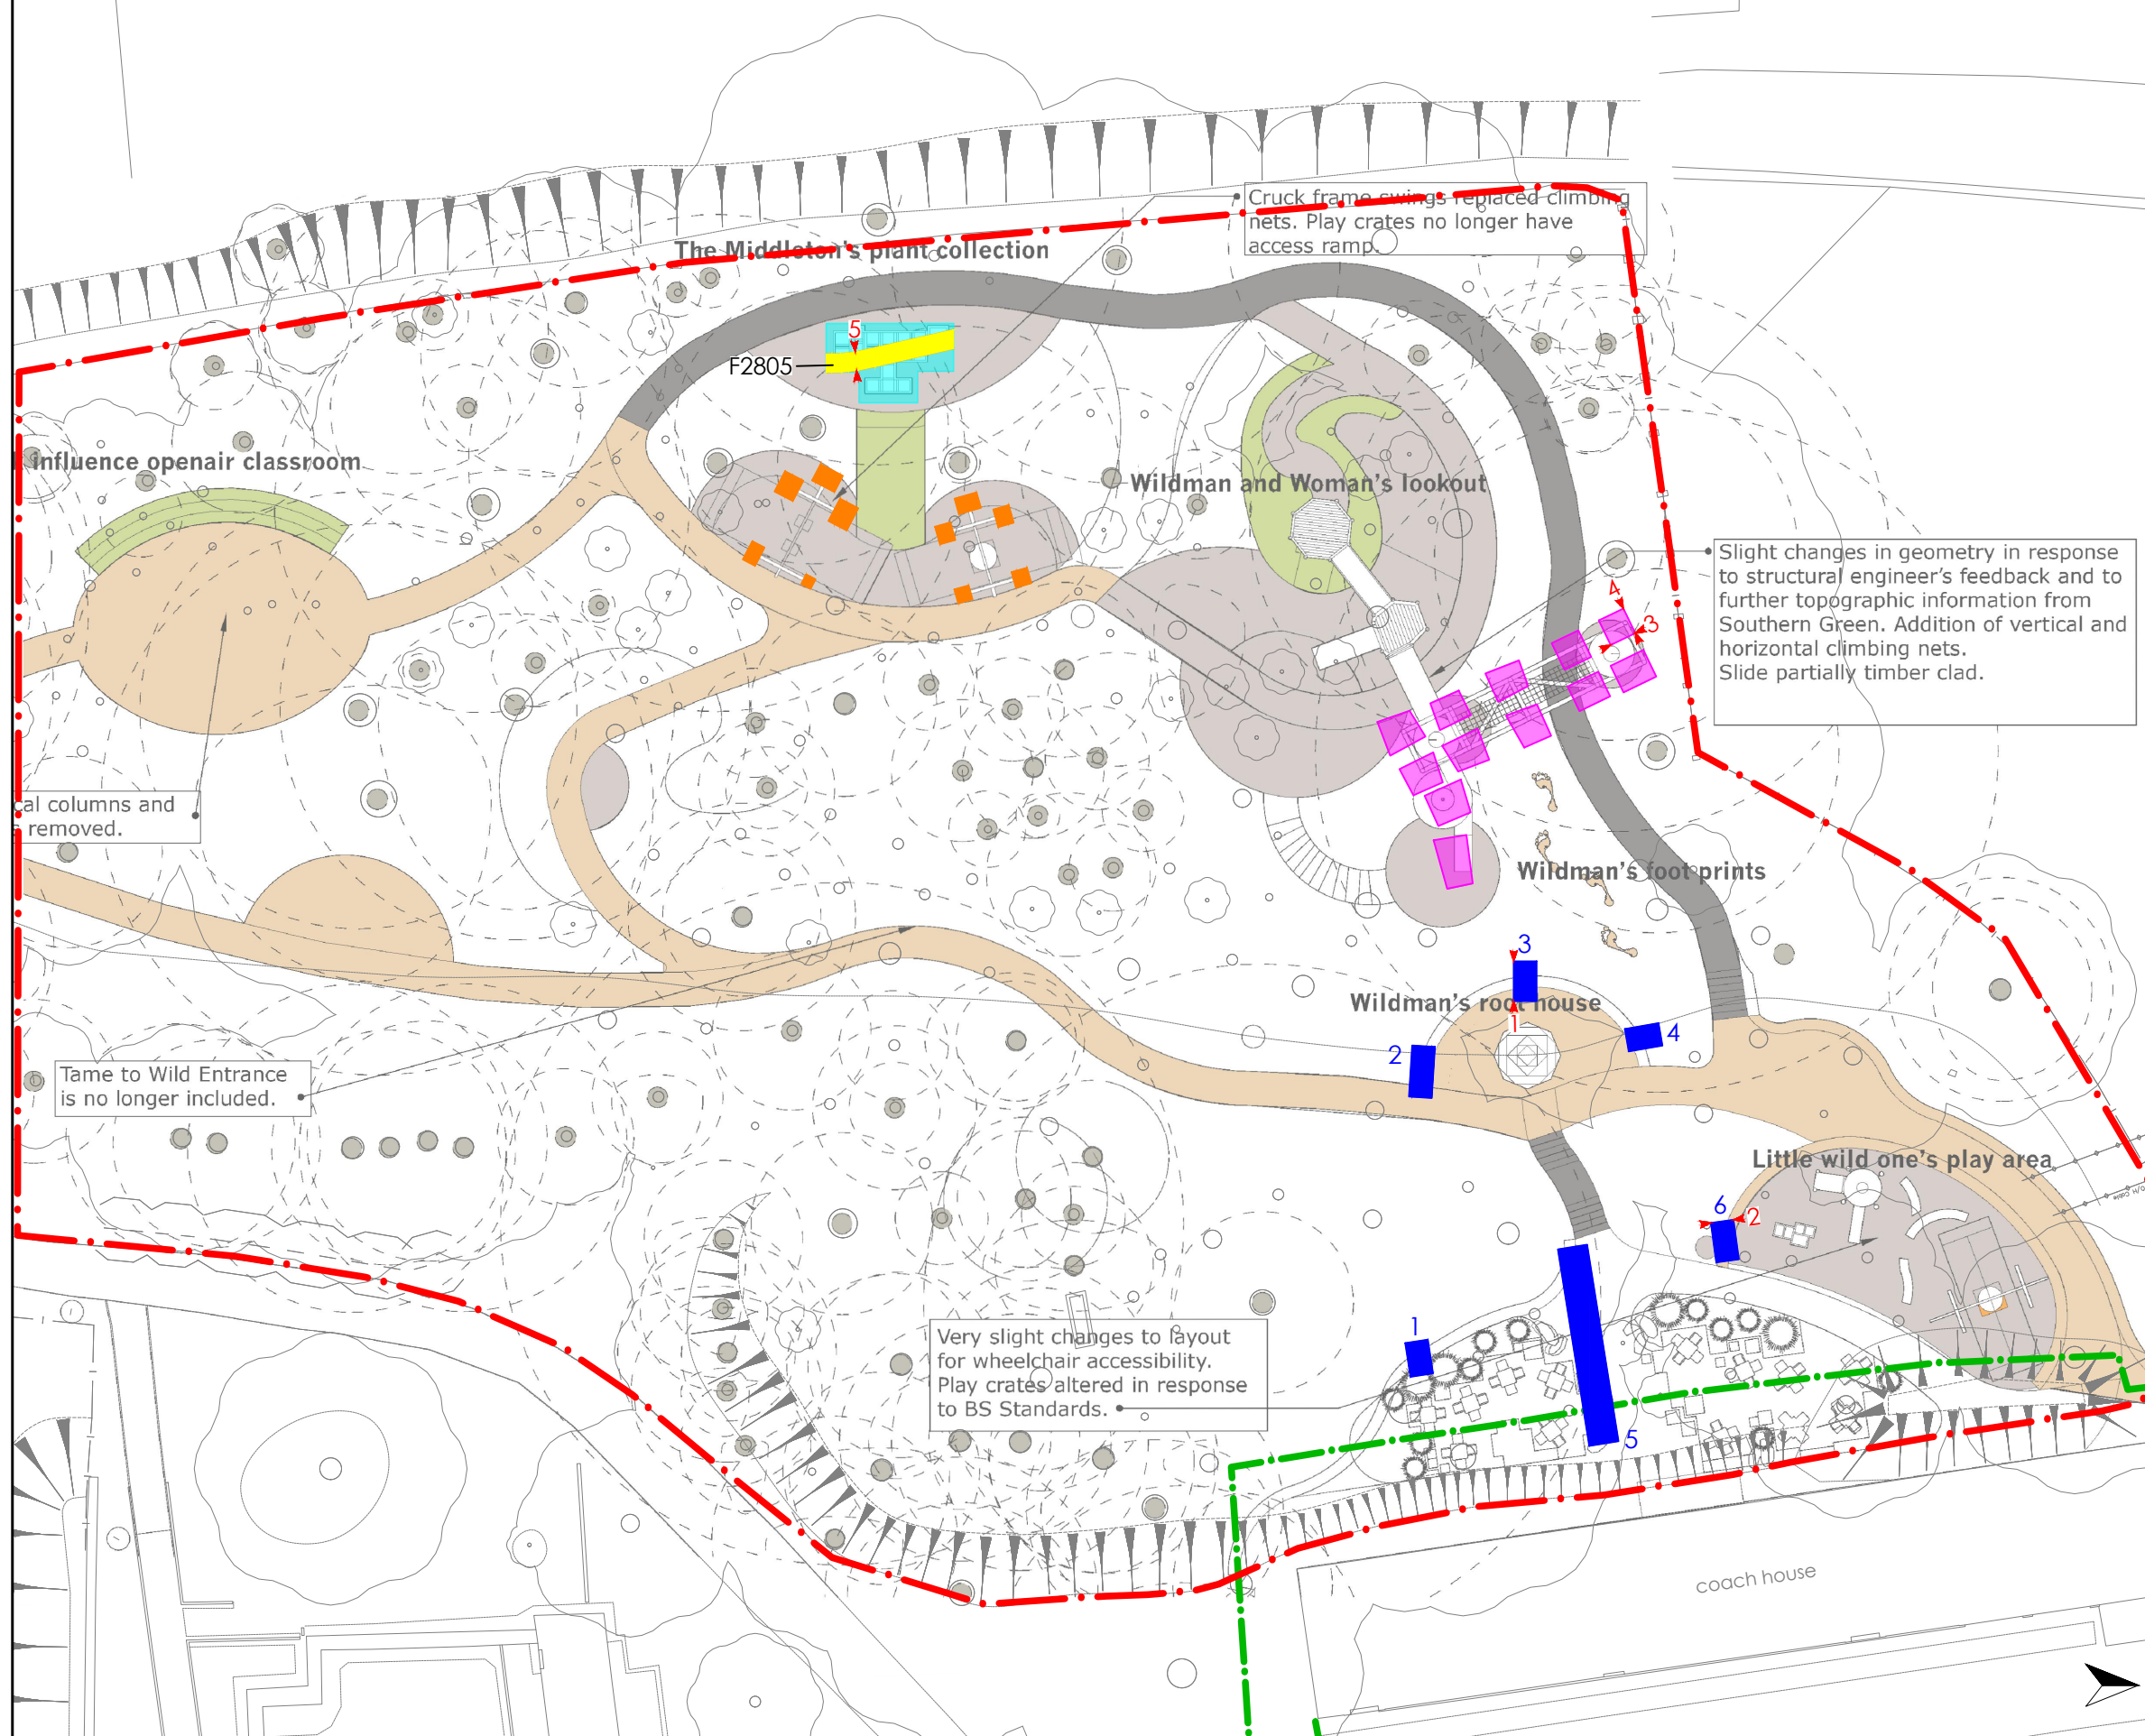 Cruck frame swings replaced climbing
nets. Play crates no longer have
access ramp.
The Middleton's plant collection
5
F2805
influence openair classroom
Wildman and Woman's lookout
Slight changes in geometry in response
to structural engineer's feedback and to
further topographic information from
Southern Green. Addition of vertical and
horizontal climbing nets.
Slide partially timber clad.
4
3
cal columns and
removed.
Wildman's foot prints
3
Wildman's root house
1
2
4
Tame to Wild Entrance
is no longer included.
Little wild one's play area
O/H Cable
6
2
1
Very slight changes to layout
for wheelchair accessibility.
Play crates altered in response
to BS Standards.
5
coach house